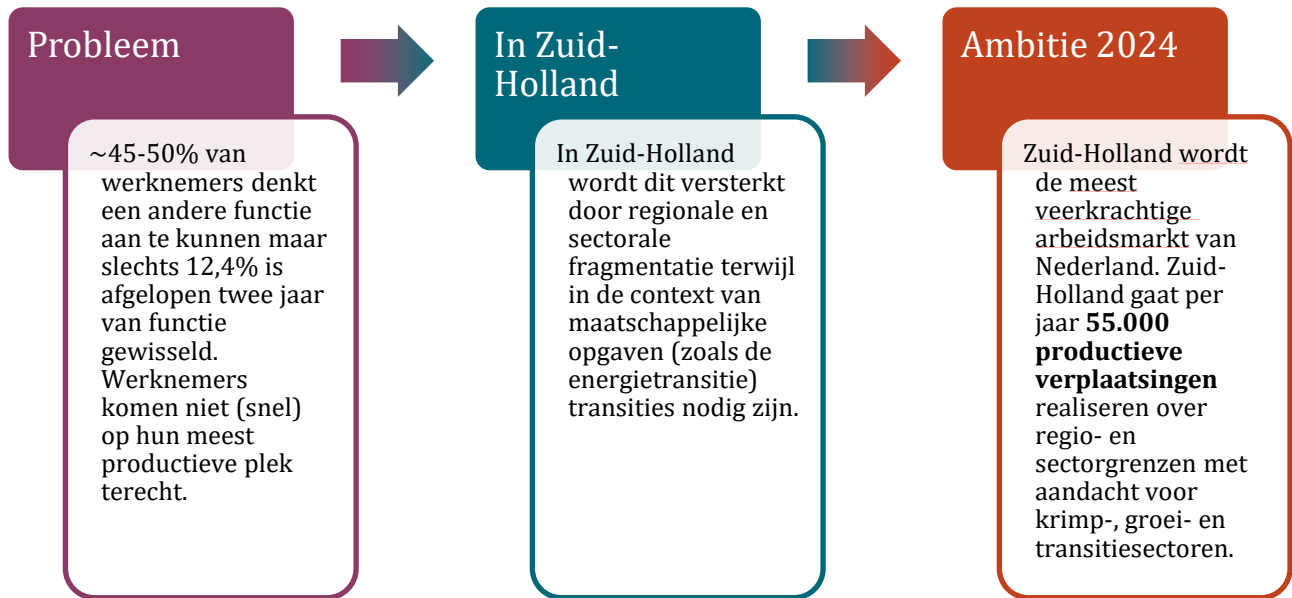 Probleem
~45-50% van
werknemers denkt
een andere functie
aan te kunnen maar
slechts 12,4% is
afgelopen twee jaar
van functie
gewisseld.
Werknemers
komen niet (snel)
op hun meest
productieve plek
terecht.
In Zuid-
Holland
In Zuid-Holland
wordt dit versterkt
door regionale en
sectorale
fragmentatie terwijl
in de context van
maatschappelijke
opgaven (zoals de
energietransitie)
transities nodig zijn.
Ambitie 2024
Zuid-Holland wordt
de meest
veerkrachtige
arbeidsmarkt van
Nederland. Zuid-
Holland gaat per
jaar 55.000
productieve
verplaatsingen
realiseren over
regio- en
sectorgrenzen met
aandacht voor
krimp-, groei- en
transitiesectoren.